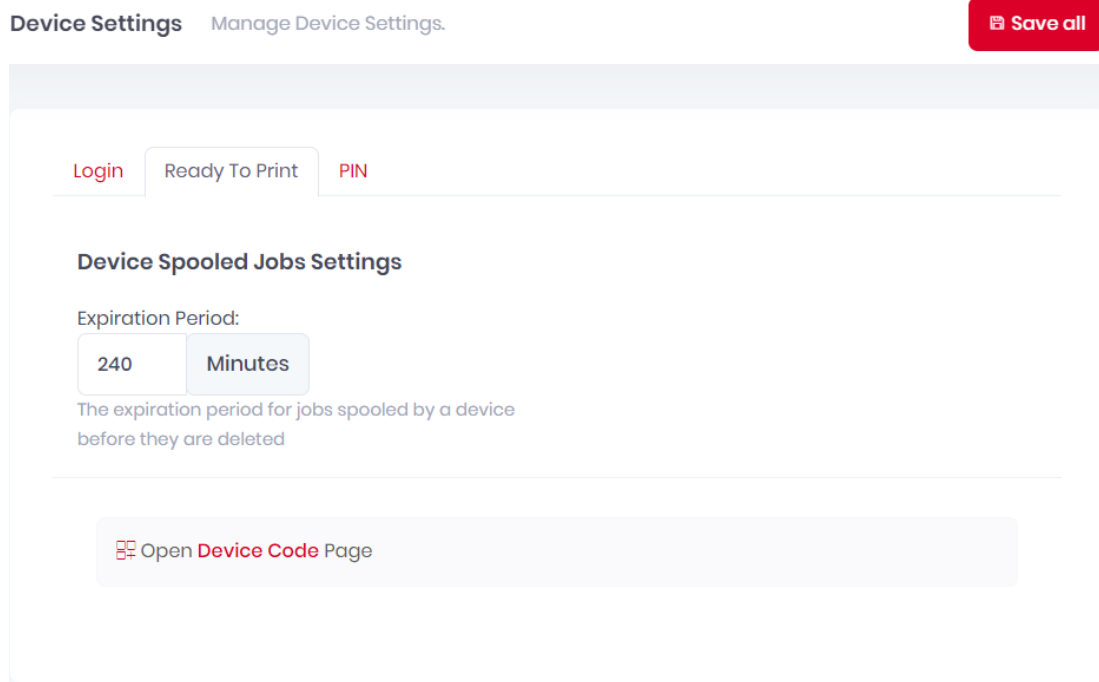 Device Settings Manage Device Settings.
Save all
Login Ready To Print PIN
Device Spooled Jobs Settings
Expiration Period:
240 Minutes
The expiration period for jobs spooled by a device
before they are deleted
Open Device Code Page